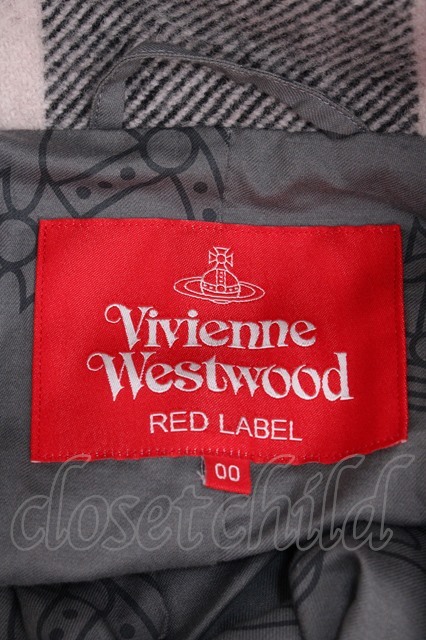 Vivienne
Westwood
RED LABEL
00
closetchild